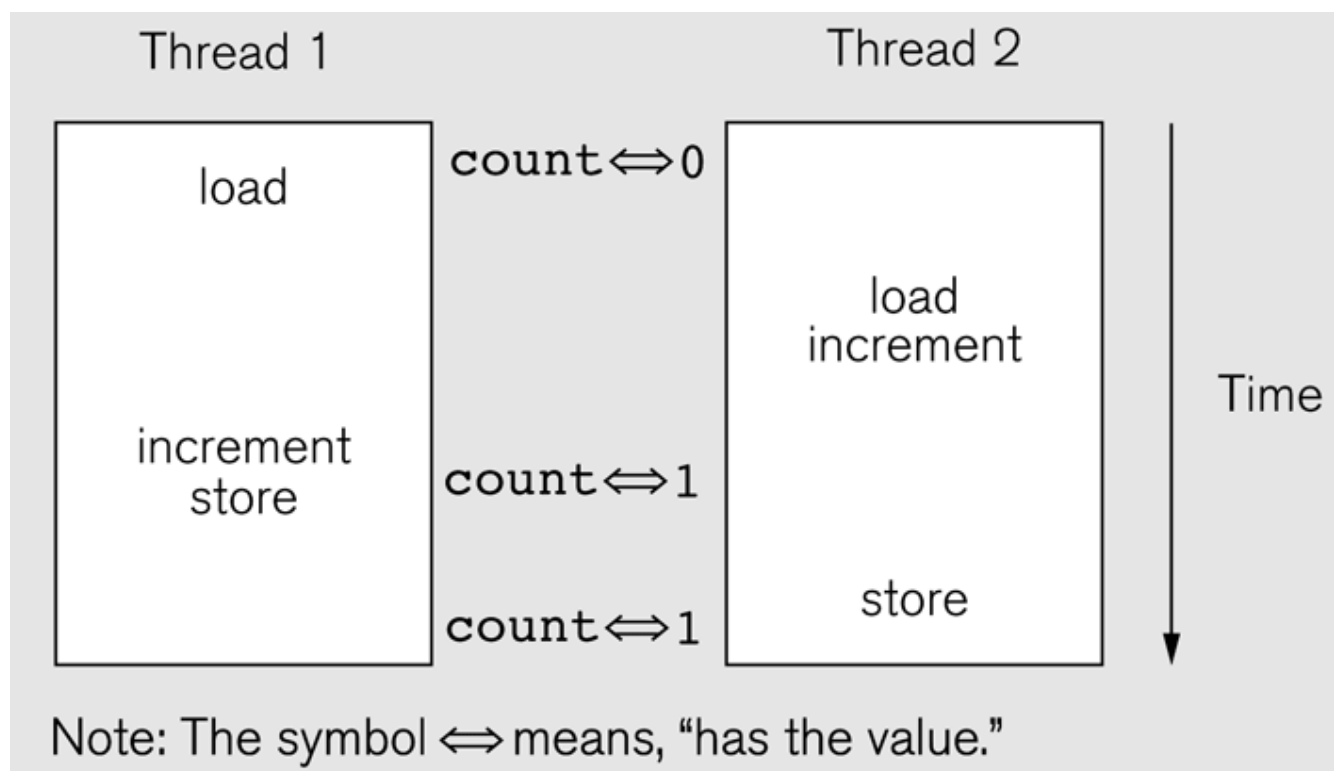 Thread 1
Thread 2
load
count⇔0
load
increment
Time
increment
store
count⇔1
store
count⇔1
Note: The symbol ⇔ means, “has the value.”